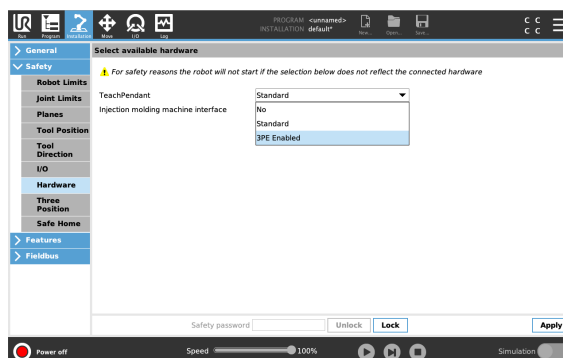 UR
Run
Program
Installation
Move
I/O
Log
PROGRAM <unnamed>
INSTALLATION default*
New...
Open...
Save...
C C
C C
General
Select available hardware
Safety
For safety reasons the robot will not start if the selection below does not reflect the connected hardware
Robot Limits
Joint Limits
Planes
Tool Position
Tool
Direction
I/O
Hardware
Three
Position
Safe Home
Features
Fieldbus
TeachPendant
Standard
Injection molding machine interface
No
Standard
3PE Enabled
Safety password
Unlock
Lock
Apply
Power off
Speed
100%
Simulation